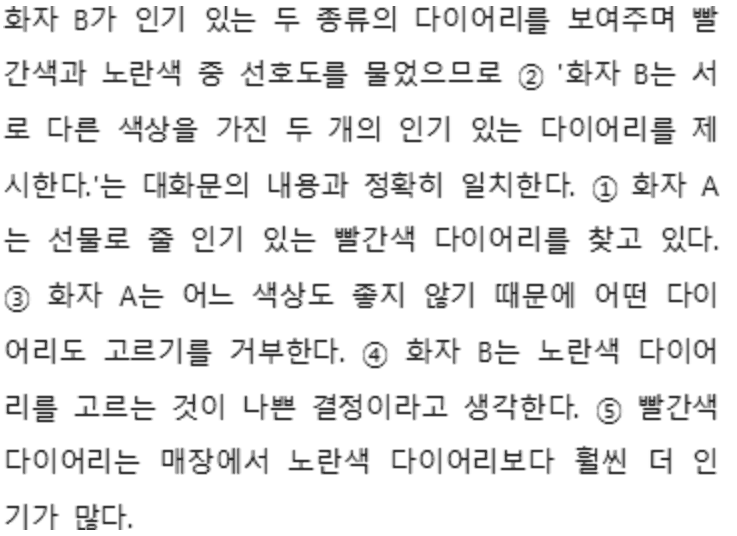 화자 B가 인기 있는 두 종류의 다이어리를 보여주며 빨
간색과 노란색 중 선호도를 물었으므로 ② '화자 B는 서
로 다른 색상을 가진 두 개의 인기 있는 다이어리를 제
시한다.'는 대화문의 내용과 정확히 일치한다. ① 화자 A
는 선물로 줄 인기 있는 빨간색 다이어리를 찾고 있다.
③ 화자 A는 어느 색상도 좋지 않기 때문에 어떤 다이
어리도 고르기를 거부한다. ④ 화자 B는 노란색 다이어
리를 고르는 것이 나쁜 결정이라고 생각한다. ⑤ 빨간색
다이어리는 매장에서 노란색 다이어리보다 훨씬 더 인
기가 많다.